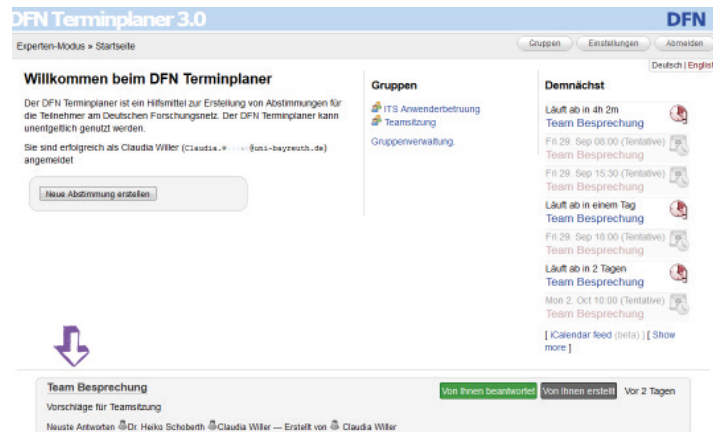 DFN Terminplaner 3.0
DFN
Experten-Modus » Startseite
Gruppen
Einstellungen
Abmelden
Deutsch | English
Willkommen beim DFN Terminplaner
Der DFN Terminplaner ist ein Hilfsmittel zur Erstellung von Abstimmungen für
die Teilnehmer am Deutschen Forschungsnetz. Der DFN Terminplaner kann
unentgeltlich genutzt werden.
Sie sind erfolgreich als Claudia Willer (Claudia.@uni-bayreuth.de)
angemeldet
Neue Abstimmung erstellen
Gruppen
ITS Anwenderbetruung
Teamsitzung
Gruppenverwaltung.
Demnächst
Läuft ab in 4h 2m
Team Besprechung
Fri 29. Sep 08:00 (Tentative)
Team Besprechung
Fri 29. Sep 15:30 (Tentative)
Team Besprechung
Läuft ab in einem Tag
Team Besprechung
Fri 29. Sep 18:00 (Tentative)
Team Besprechung
Läuft ab in 2 Tagen
Team Besprechung
Mon 2. Oct 10:00 (Tentative)
Team Besprechung
[ iCalendar feed (beta) ] [ Show
more ]
Team Besprechung
Von Ihnen beantwortet
Von Ihnen erstellt
Vor 2 Tagen
Vorschläge für Teamsitzung
Neuste Antworten Dr. Heiko Schoberth Claudia Willer — Erstellt von Claudia Willer